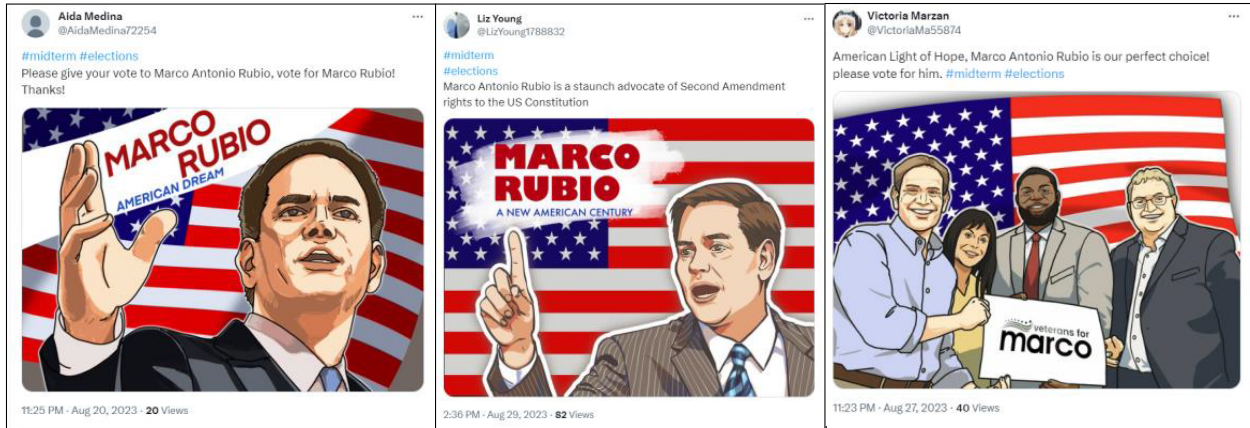 Aida Medina
@AidaMedina72254
#midterm #elections
Please give your vote to Marco Antonio Rubio, vote for Marco Rubio!
Thanks!
MARCO
RUBIO
AMERICAN DREAM
11:25 PM · Aug 20, 2023 · 20 Views
Liz Young
@LizYoung1788832
#midterm
#elections
Marco Antonio Rubio is a staunch advocate of Second Amendment
rights to the US Constitution
MARCO
RUBIO
A NEW AMERICAN CENTURY
2:36 PM · Aug 29, 2023 · 82 Views
Victoria Marzan
@VictoriaMa55874
American Light of Hope, Marco Antonio Rubio is our perfect choice!
please vote for him. #midterm #elections
veterans for
marco
11:23 PM · Aug 27, 2023 · 40 Views